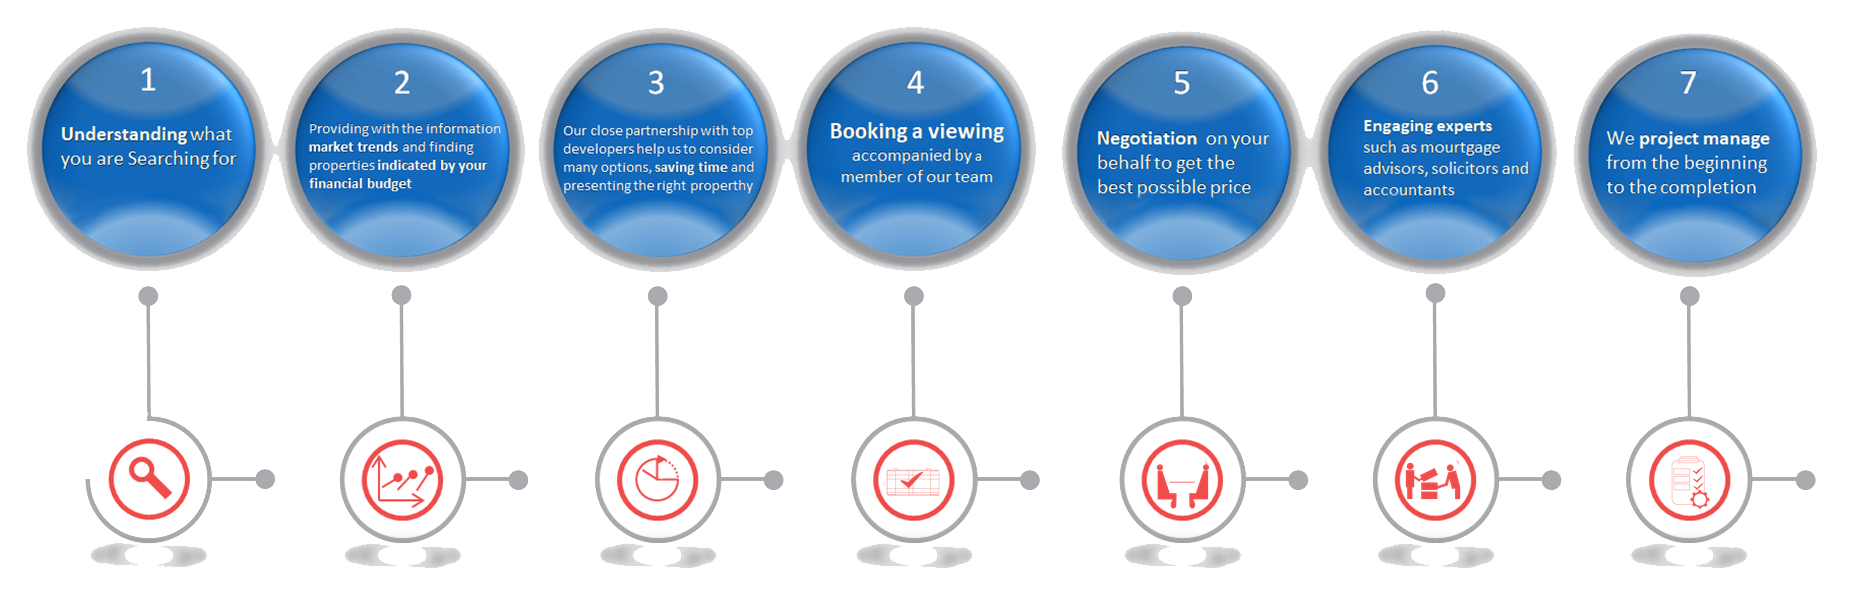 1
Understanding what
you are Searching for
2
Providing with the information
market trends and finding
properties indicated by your
financial budget
3
Our close partnership with top
developers help us to consider
many options, saving time and
presenting the right properthy
4
Booking a viewing
accompanied by a
member of our team
5
Negotiation on your
behalf to get the
best possible price
6
Engaging experts
such as mourtgage
advisors, solicitors and
accountants
7
We project manage
from the beginning
to the completion